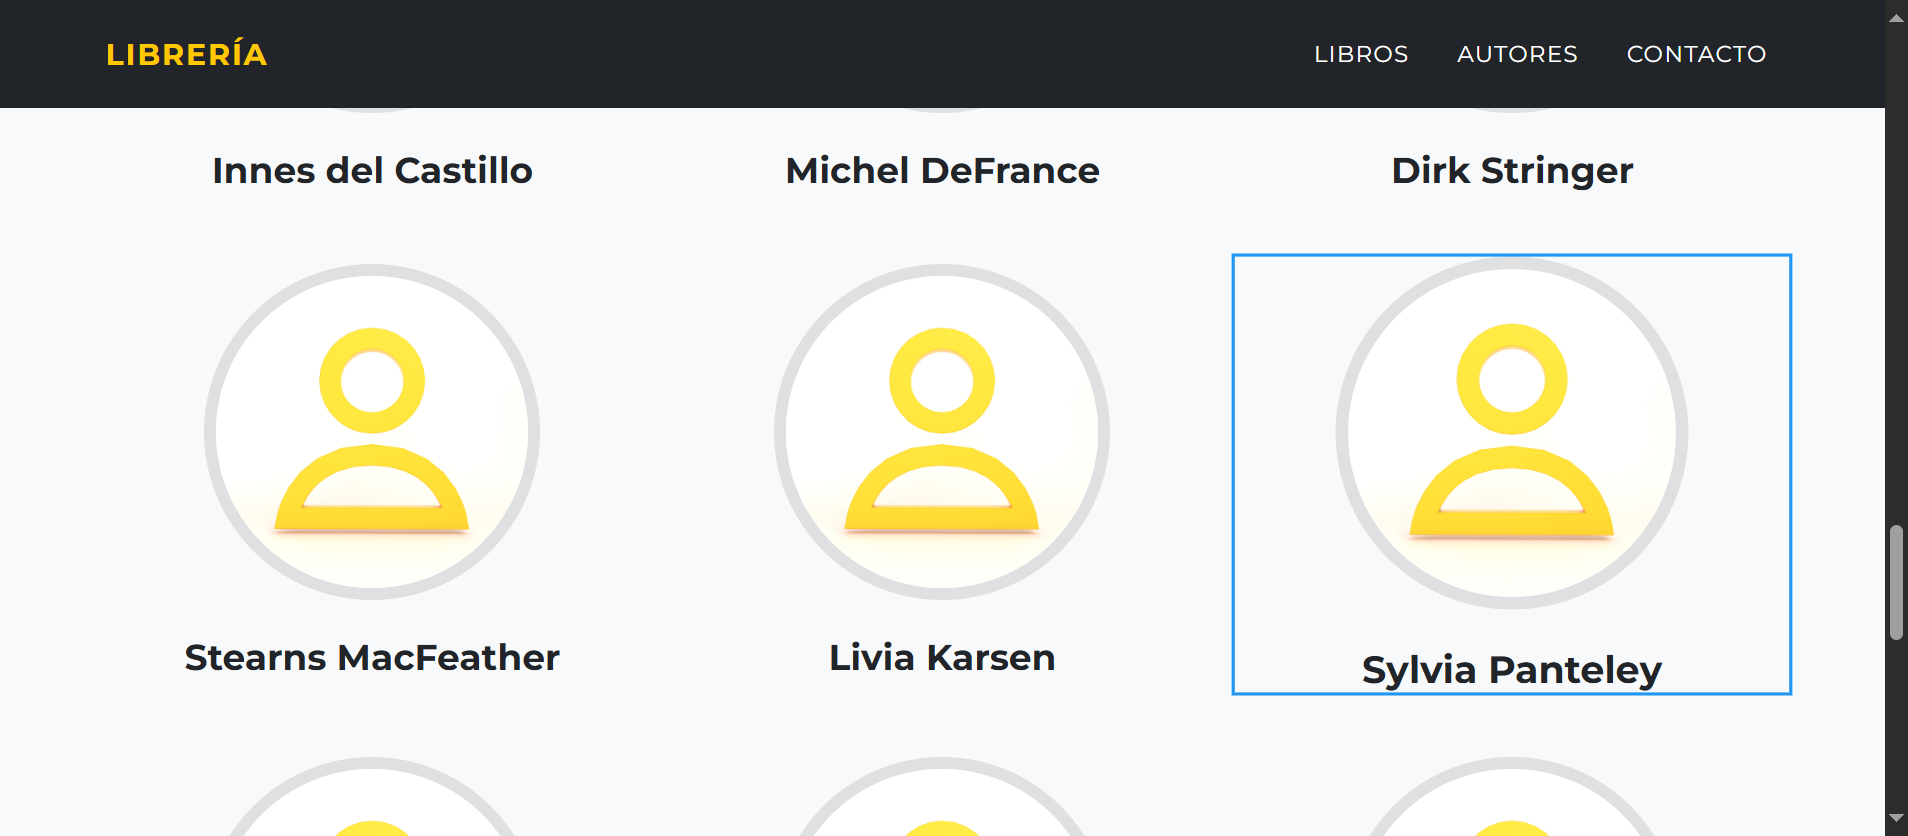 LIBRERÍA
LIBROS AUTORES CONTACTO
Innes del Castillo
Michel DeFrance
Dirk Stringer
Stearns MacFeather
Livia Karsen
Sylvia Panteley